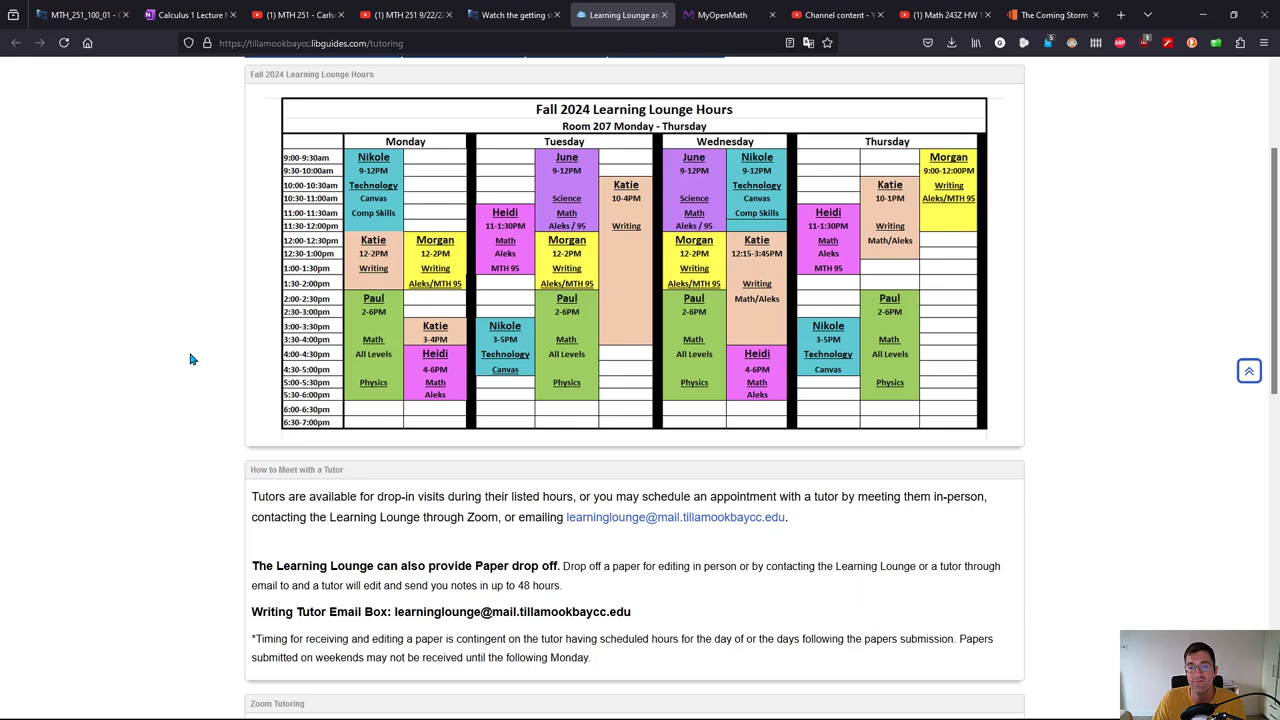 MTH_251_101 - C
Calculus 1 Lecture N
MTH 251 - Carls
MTH 251 9/22/2
Watch the getting st
Learning Lounge an
MyOpenMath
Channel content - Y
Math 243Z HW 1
The Coming Storm
https://tillamookbaycc.libguides.com/tutoring
Fall 2024 Learning Lounge Hours
Fall 2024 Learning Lounge Hours
Room 207 Monday - Thursday
Monday Tuesday Wednesday Thursday
9:00-9:30am Nikole June June Nikole Morgan
9:30-10:00am 9-12PM 9-12PM 9-12PM 9-12PM 9:00-12:00PM
10:00-10:30am Technology Katie Technology Katie Writing
10:30-11:00am Canvas Science 10-4PM Science Canvas 10-1PM Aleks/MTH 95
11:00-11:30am Comp Skills Heidi Math Math Comp Skills Heidi
11:30-12:00pm 11-1:30PM Aleks / 95 Writing Aleks / 95 11-1:30PM Writing
12:00-12:30pm Katie Morgan Math Morgan Morgan Katie Math Math/Aleks
12:30-1:00pm 12-2PM 12-2PM Aleks 12-2PM 12-2PM 12:15-3:45PM Aleks
1:00-1:30pm Writing Writing MTH 95 Writing Writing MTH 95
1:30-2:00pm Aleks/MTH 95 Aleks/MTH 95 Aleks/MTH 95 Writing
2:00-2:30pm Paul Paul Paul Math/Aleks Paul
2:30-3:00pm 2-6PM 2-6PM 2-6PM 2-6PM
3:00-3:30pm Katie Nikole Nikole
3:30-4:00pm Math 3-4PM 3-5PM Math Math 3-5PM Math
4:00-4:30pm All Levels Heidi Technology All Levels All Levels Heidi Technology All Levels
4:30-5:00pm 4-6PM Canvas 4-6PM Canvas
5:00-5:30pm Physics Math Physics Physics Math Physics
5:30-6:00pm Aleks Aleks
6:00-6:30pm
6:30-7:00pm
How to Meet with a Tutor
Tutors are available for drop-in visits during their listed hours, or you may schedule an appointment with a tutor by meeting them in-person,
contacting the Learning Lounge through Zoom, or emailing learninglounge@mail.tillamookbaycc.edu.
The Learning Lounge can also provide Paper drop off. Drop off a paper for editing in person or by contacting the Learning Lounge or a tutor through
email to and a tutor will edit and send you notes in up to 48 hours.
Writing Tutor Email Box: learninglounge@mail.tillamookbaycc.edu
*Timing for receiving and editing a paper is contingent on the tutor having scheduled hours for the day of or the days following the papers submission. Papers
submitted on weekends may not be received until the following Monday.
Zoom Tutoring